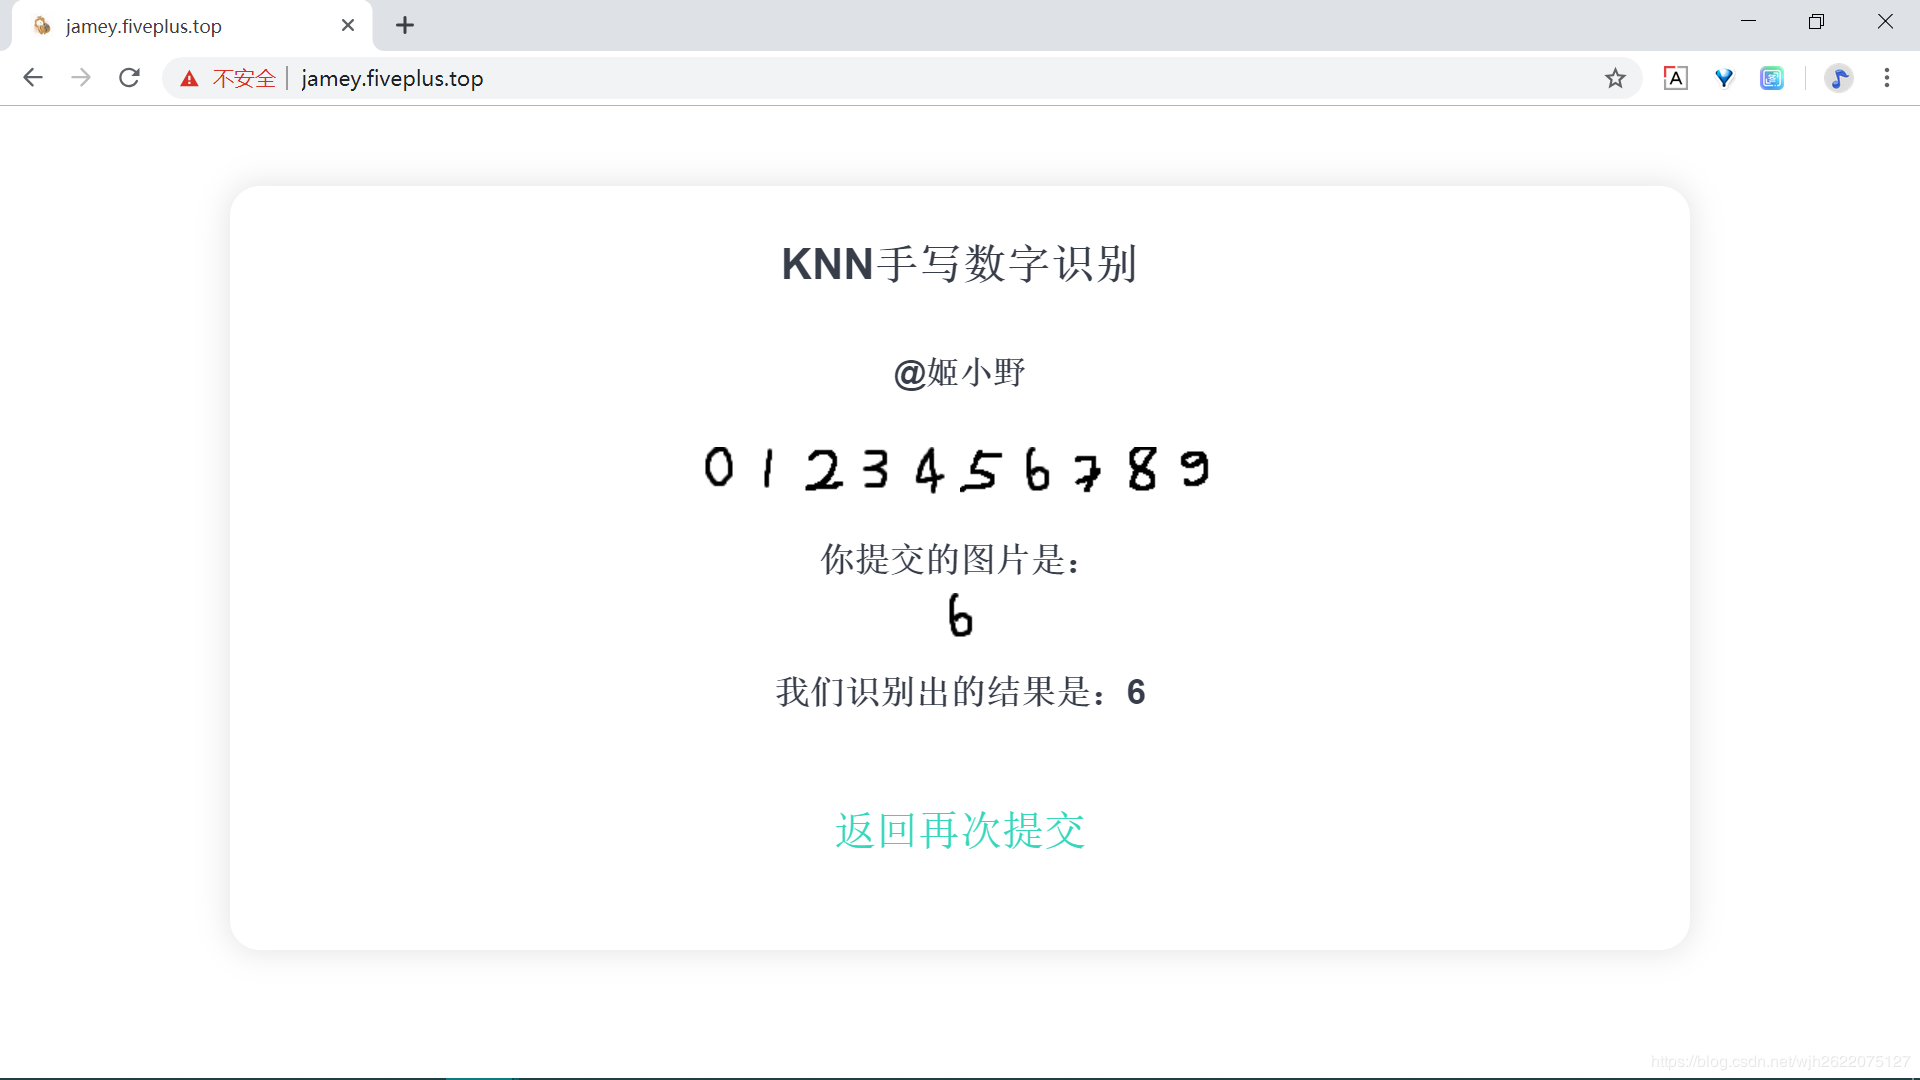 jamey.fiveplus.top
不安全 jamey.fiveplus.top
A
KNN手写数字识别
@姬小野
0 1 2 3 4 5 6 7 8 9
你提交的图片是：
6
我们识别出的结果是：6
返回再次提交
https://blog.csdn.net/wjh2622075127